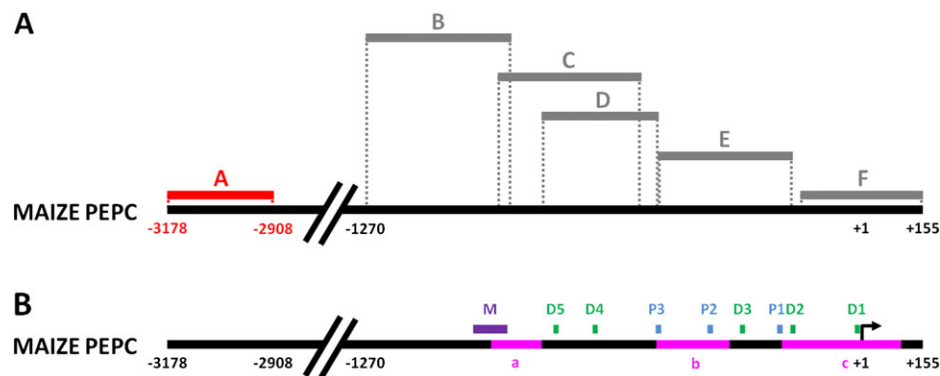 A
B
C
D
E
A F
MAIZE PEPC
-3178 -2908 -1270 +1 +155
B
M D5 D4 P3 P2 D3 P1 D2 D1
MAIZE PEPC
-3178 -2908 -1270 a b c +1 +155